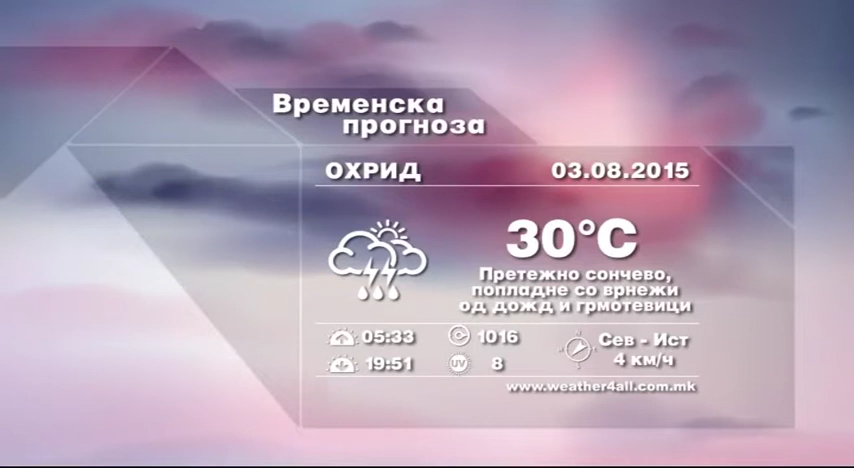 Временска
прогноза
ОХРИД 03.08.2015
30°C
Претежно сончево,
попладне со врнежи
од дожд и грмотевици
05:33 1016 Сев - Ист
19:51 UV 8 4 км/ч
www.weather4all.com.mk